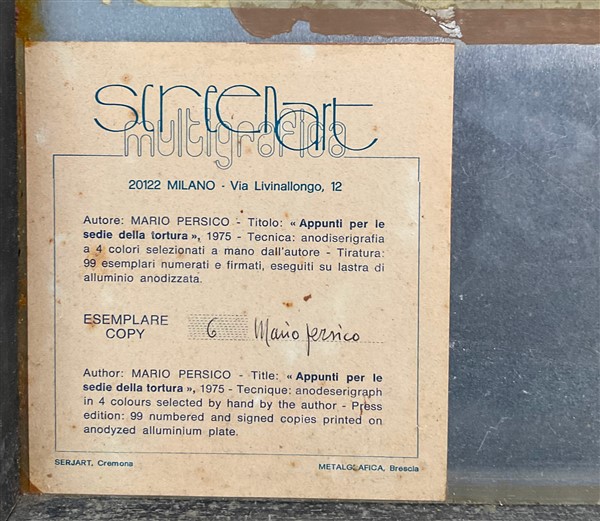 screenart
multigrafica
20122 MILANO - Via Livinallongo, 12
Autore: MARIO PERSICO - Titolo: « Appunti per le
sedie della tortura », 1975 - Tecnica: anodiserigrafia
a 4 colori selezionati a mano dall'autore - Tiratura:
99 esemplari numerati e firmati, eseguiti su lastra di
alluminio anodizzata.
ESEMPLARE
COPY 6 Mario Persico
Author: MARIO PERSICO - Title: « Appunti per le
sedie della tortura », 1975 - Tecnique: anodeserigraph
in 4 colours selected by hand by the author - Press
edition: 99 numbered and signed copies printed on
anodyzed alluminium plate.
SERJART, Cremona METALGRAFICA, Brescia